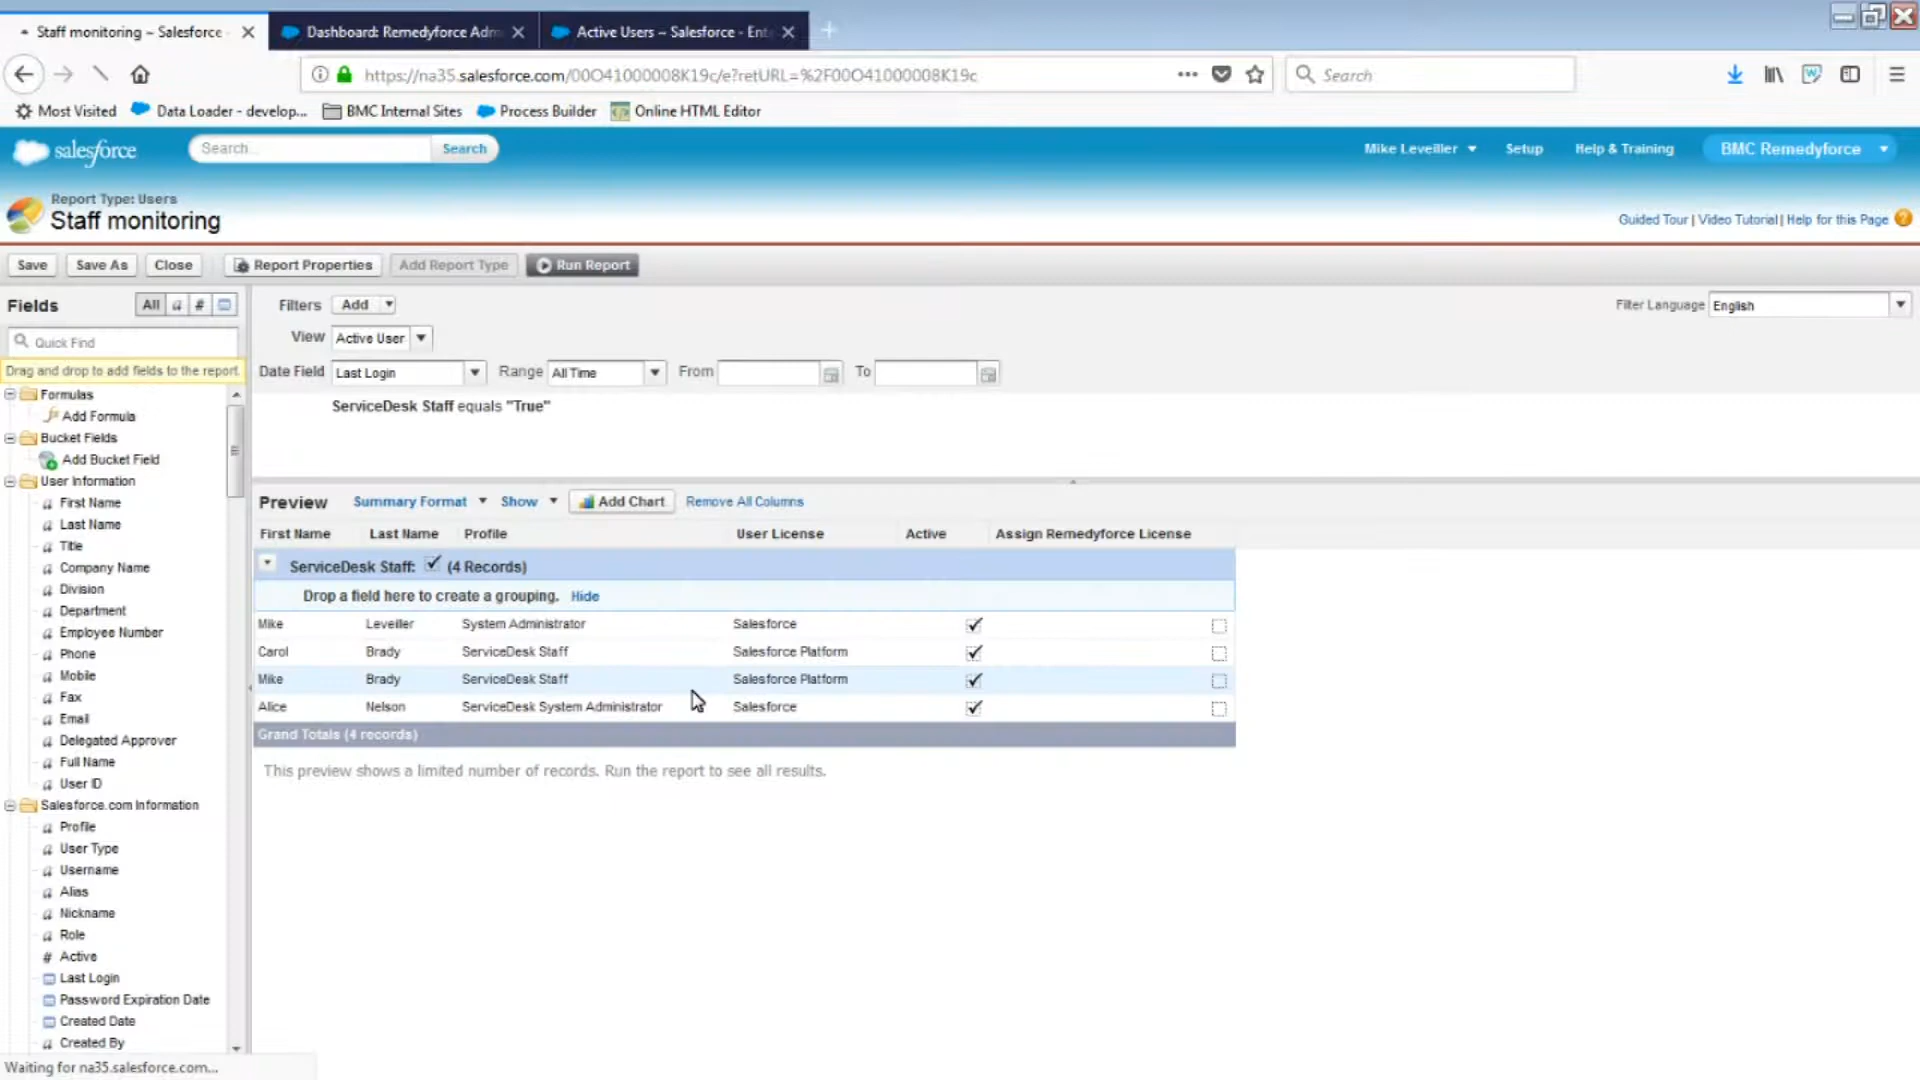 Staff monitoring ~ Salesforce
Dashboard: Remedyforce Adm
Active Users ~ Salesforce - Ent
https://na35.salesforce.com/00O41000008K19c/e?retURL=%2F00O41000008K19c
Search
Most Visited
Data Loader - develop...
BMC Internal Sites
Process Builder
Online HTML Editor
salesforce
Search...
Search
Mike Leveiller
Setup
Help & Training
BMC Remedyforce
Report Type: Users
Staff monitoring
Guided Tour | Video Tutorial | Help for this Page
Save
Save As
Close
Report Properties
Add Report Type
Run Report
Fields
All
a
#
Quick Find
Drag and drop to add fields to the report.
Formulas
Add Formula
Bucket Fields
Add Bucket Field
User Information
a First Name
a Last Name
a Title
a Company Name
a Division
a Department
a Employee Number
a Phone
a Mobile
a Fax
a Email
a Delegated Approver
a Full Name
a User ID
Salesforce.com Information
a Profile
a User Type
a Username
a Alias
a Nickname
a Role
# Active
Last Login
Password Expiration Date
Created Date
a Created By
Filters Add
Filter Language English
View Active User
Date Field Last Login Range All Time From To
ServiceDesk Staff equals "True"
Preview Summary Format Show Add Chart Remove All Columns
First Name Last Name Profile User License Active Assign Remedyforce License
ServiceDesk Staff: (4 Records)
Drop a field here to create a grouping. Hide
Mike Leveiller System Administrator Salesforce
Carol Brady ServiceDesk Staff Salesforce Platform
Mike Brady ServiceDesk Staff Salesforce Platform
Alice Nelson ServiceDesk System Administrator Salesforce
Grand Totals (4 records)
This preview shows a limited number of records. Run the report to see all results.
Waiting for na35.salesforce.com...